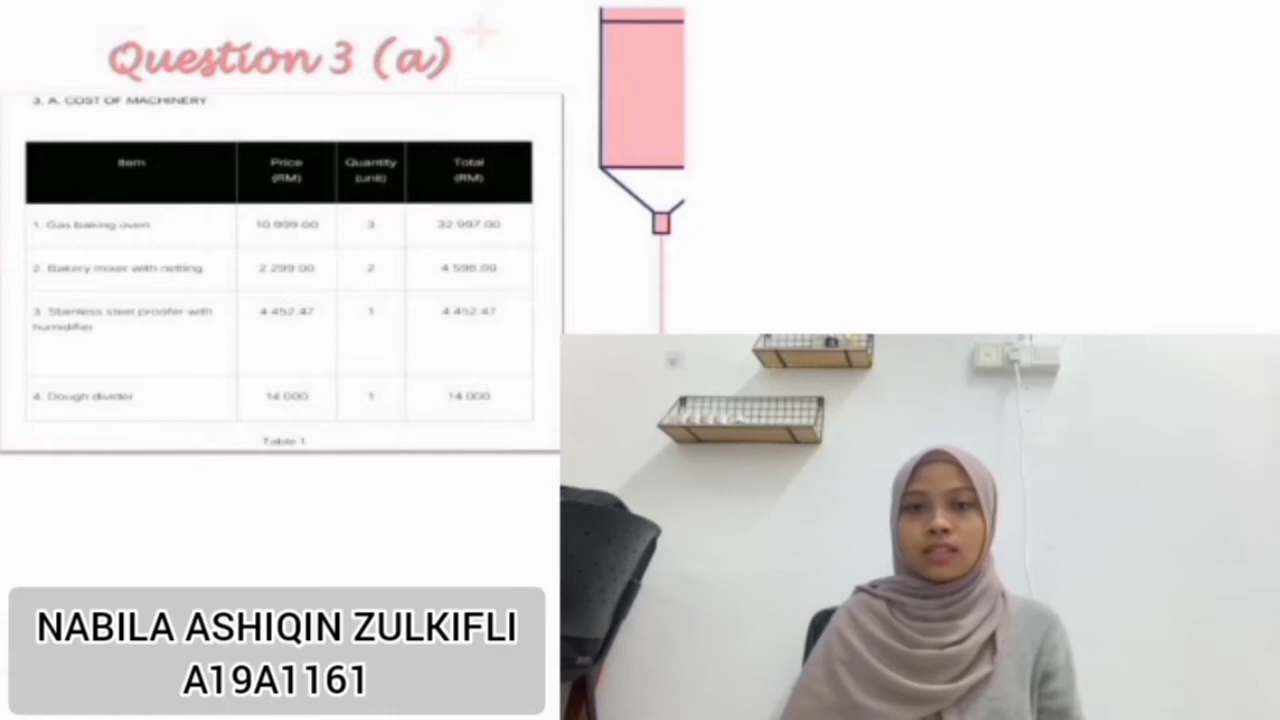 Question 3 (a)
3. A. COST OF MACHINERY
Item Price (RM) Quantity (unit) Total (RM)
1. Gas baking oven 10 999.00 3 32 997.00
2. Bakery mixer with netting 2 299.00 2 4 598.00
3. Stainless steel proofer with 4 452.47 1 4 452.47
humidifier
4. Dough divider 14 000 1 14 000
Table 1
NABILA ASHIQIN ZULKIFLI
A19A1161